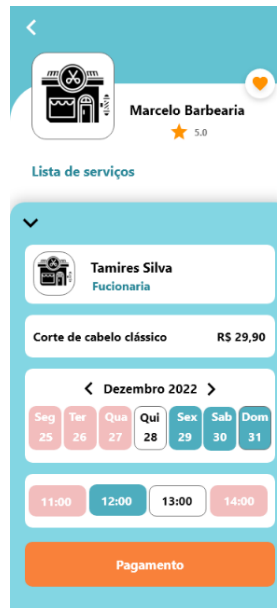 Marcelo Barbearia
5.0
Lista de serviços
Tamires Silva
Fucionaria
Corte de cabelo clássico R$ 29,90
Dezembro 2022
Seg Ter Qua Qui Sex Sab Dom
25 26 27 28 29 30 31
11:00 12:00 13:00 14:00
Pagamento